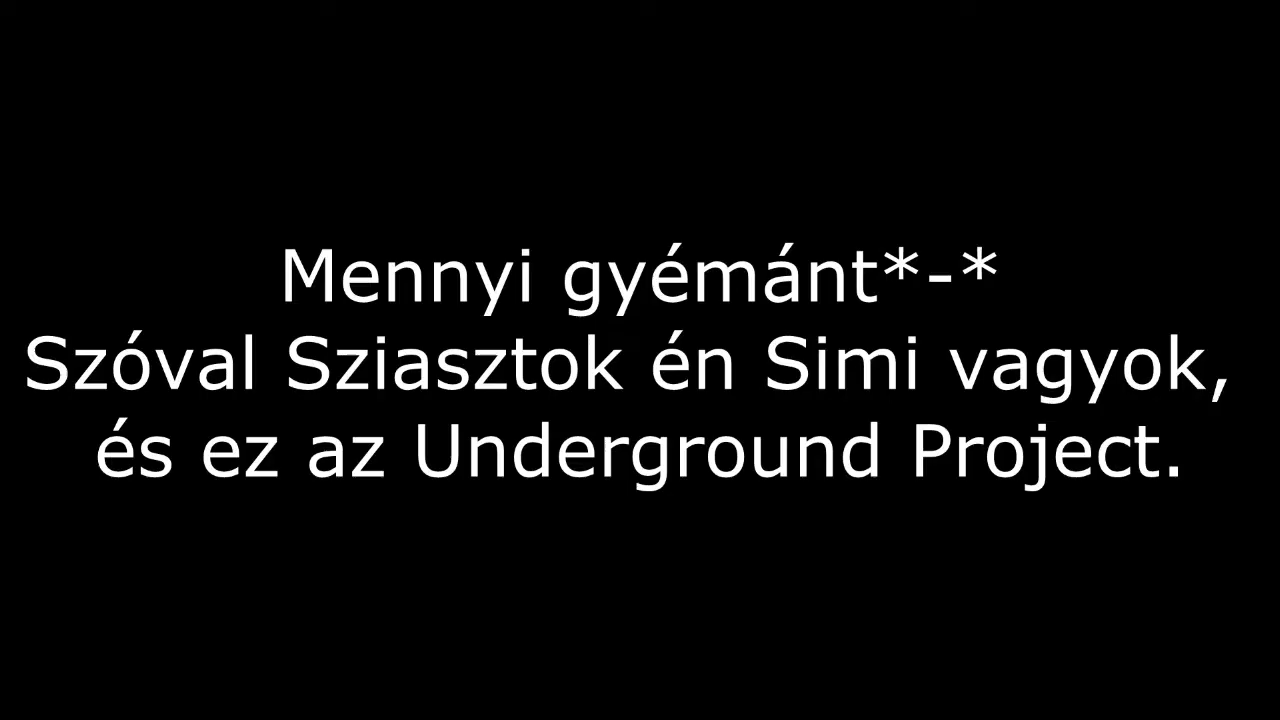 Mennyi gyémánt*-*
Szóval Sziasztok én Simi vagyok,
és ez az Underground Project.